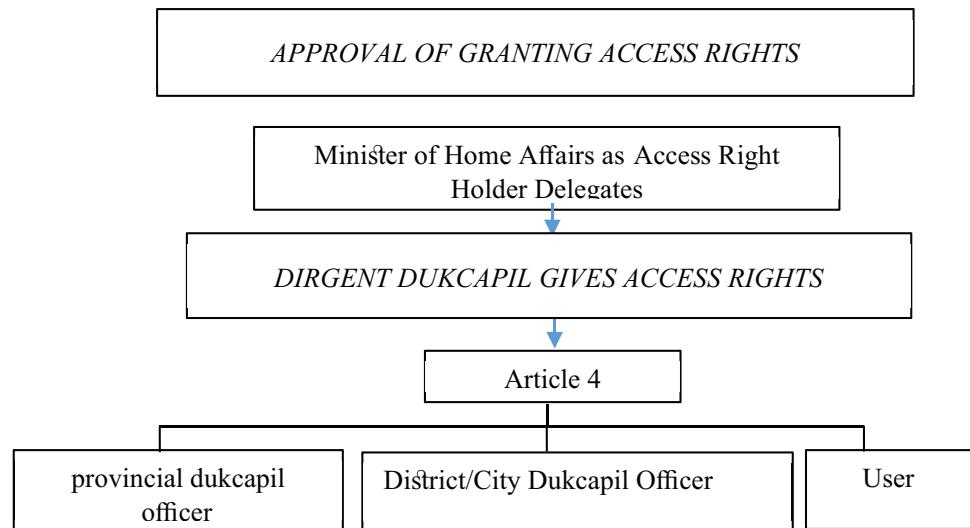 APPROVAL OF GRANTING ACCESS RIGHTS
Minister of Home Affairs as Access Right
Holder Delegates
DIRGENT DUKCAPIL GIVES ACCESS RIGHTS
Article 4
provincial dukcapil
officer
District/City Dukcapil Officer
User